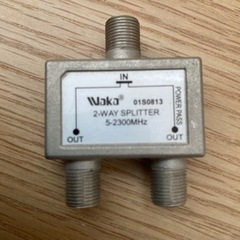 IN
Waka® 01S0813
2-WAY SPLITTER
5-2300MHz
POWER PASS
OUT
OUT